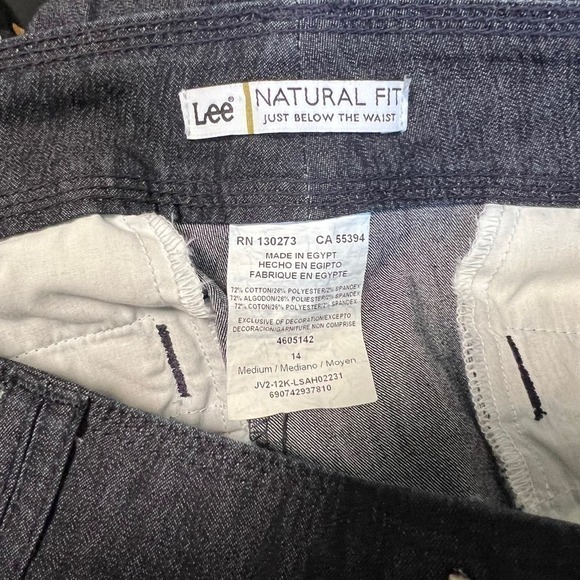 Lee®
NATURAL FIT
JUST BELOW THE WAIST
RN 130273 CA 55394
MADE IN EGYPT
HECHO EN EGIPTO
FABRIQUE EN EGYPTE
72% COTTON/26% POLYESTER/2% SPANDEX
72% ALGODON/26% POLIESTER/2% SPANDEX
72% COTON/26% POLYESTER/2% SPANDEX
EXCLUSIVE OF DECORATION/EXCEPTO
DECORACION/GARNITURE NON COMPRISE
4605142
14
Medium / Mediano / Moyen
JV2-12K-LSAH02231
690742937810